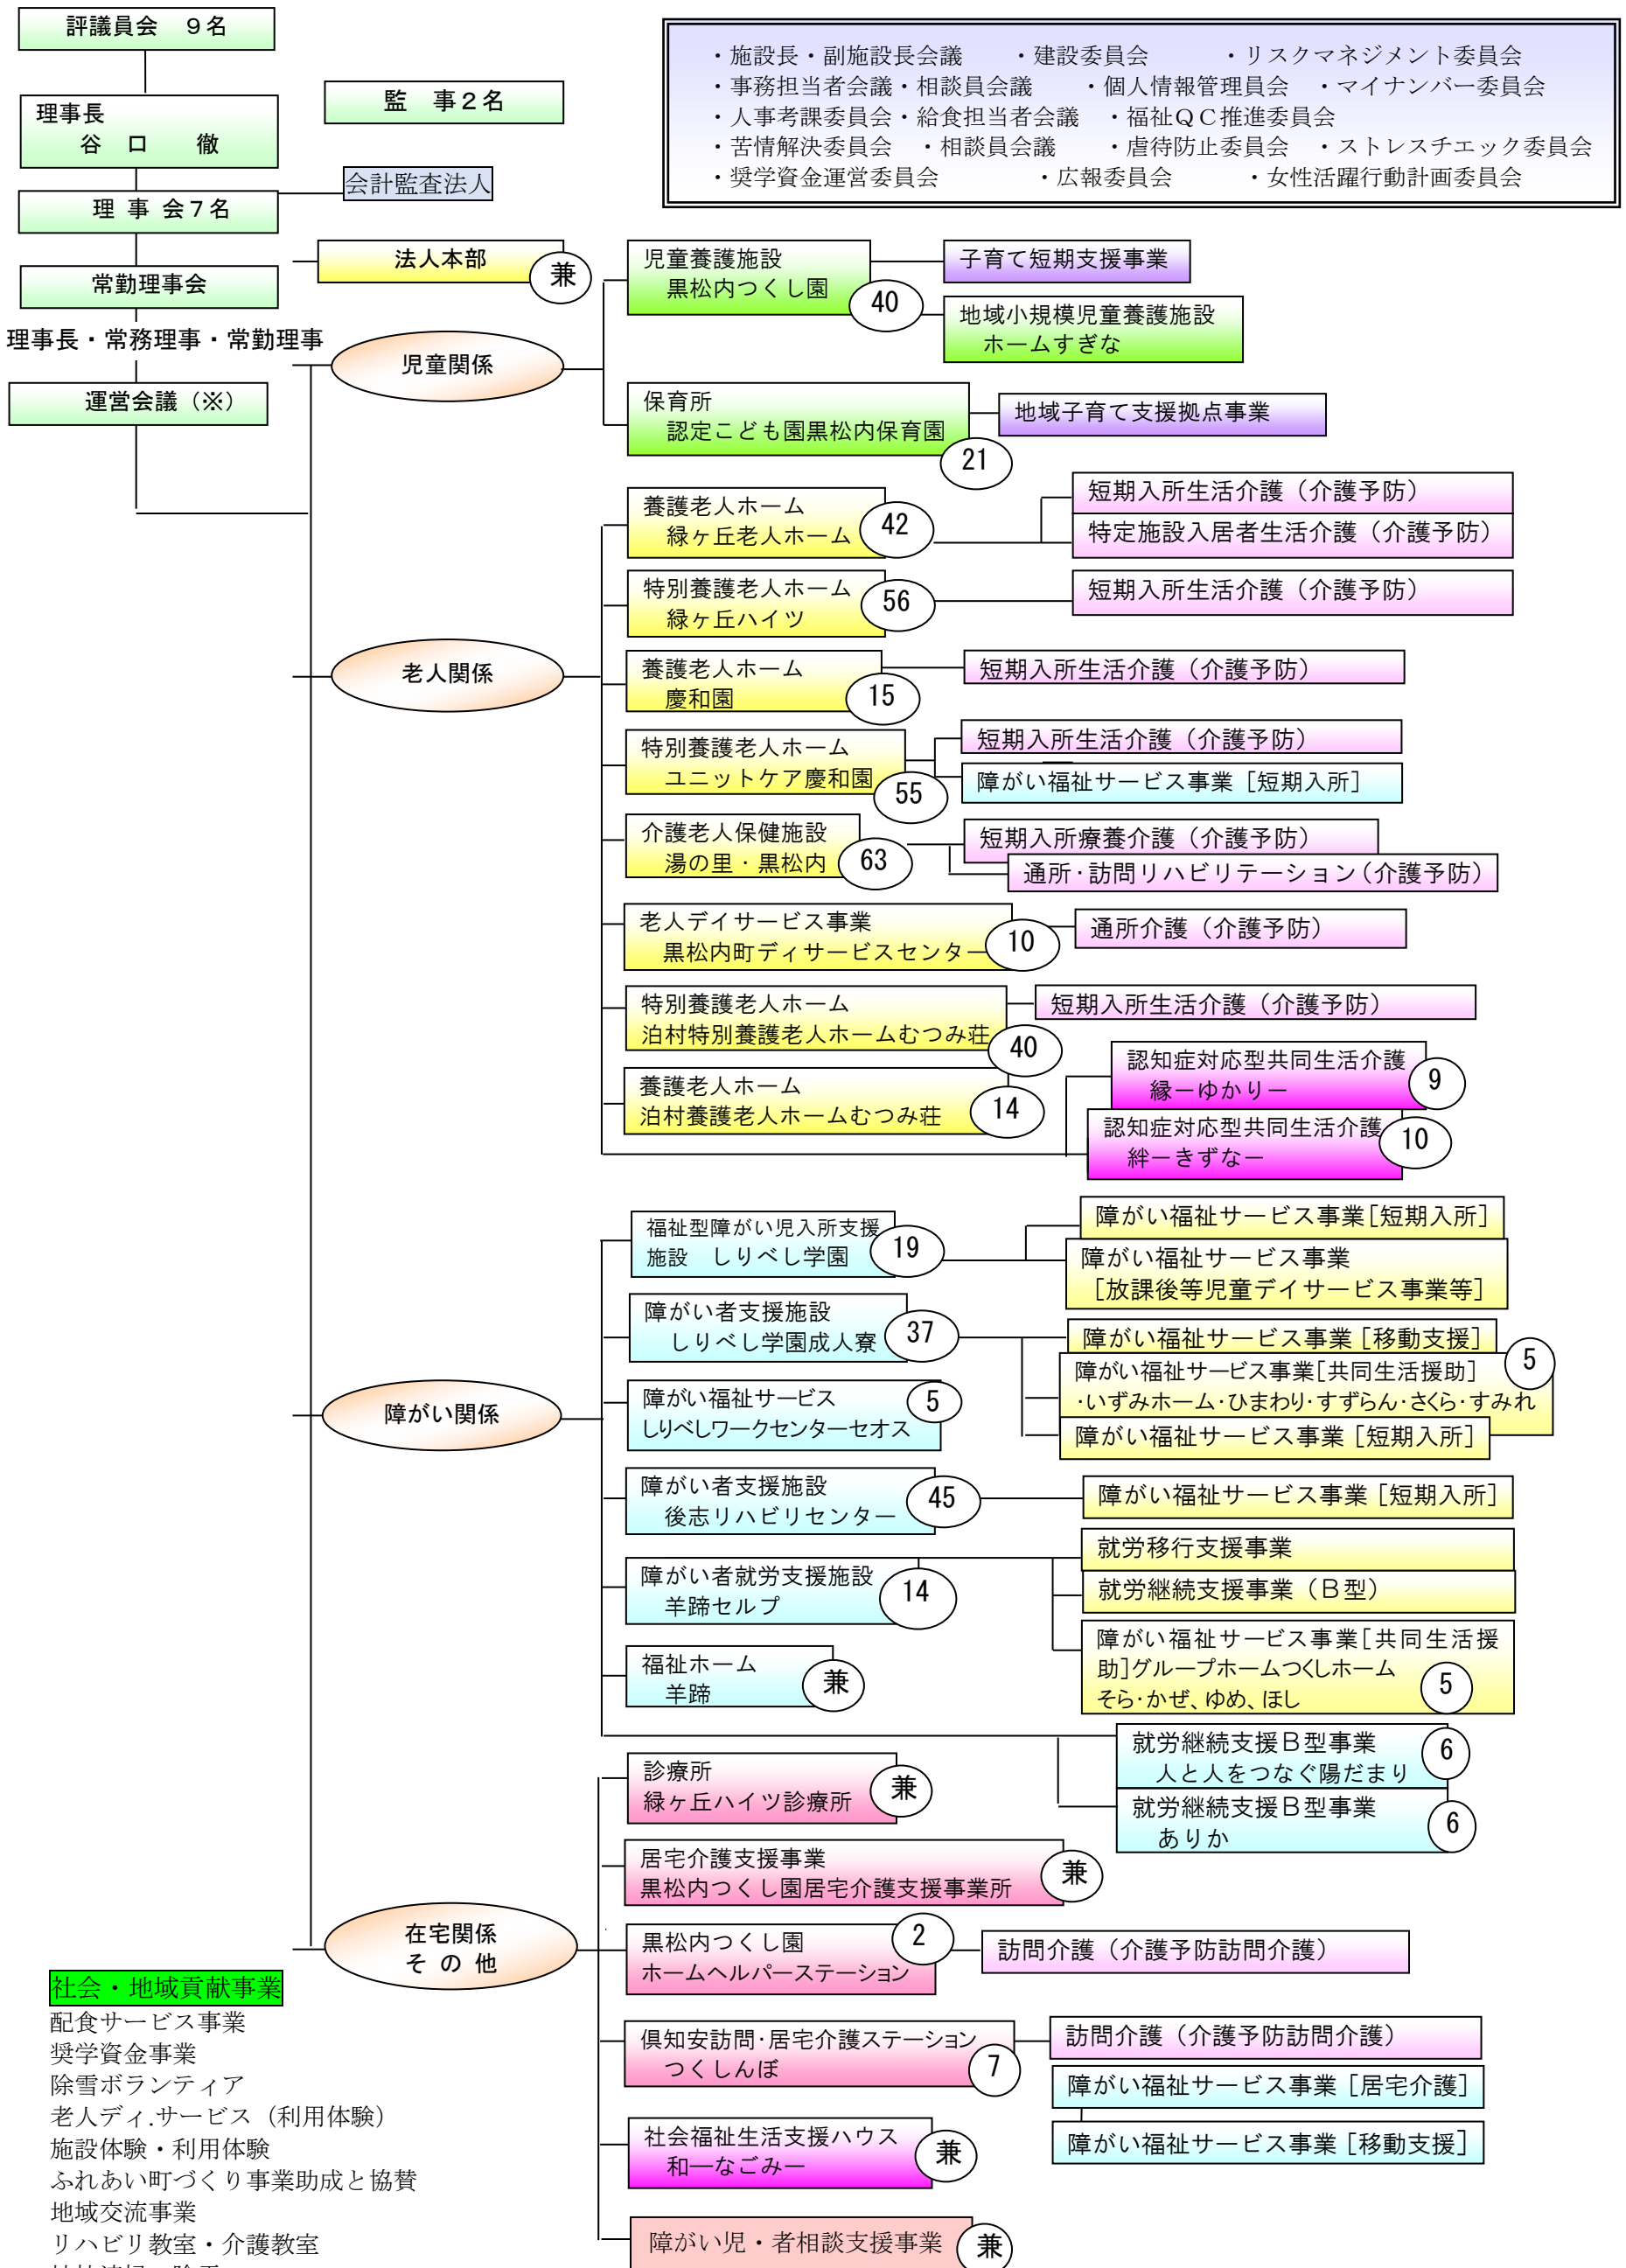 評議員会　９名
理事長
谷　口　　徹
監　事２名
会計監査法人
理 事 会７名
常勤理事会
理事長・常務理事・常勤理事
運営会議（※）
・施設長・副施設長会議　　・建設委員会　　　・リスクマネジメント委員会
・事務担当者会議・相談員会議　　・個人情報管理員会　・マイナンバー委員会
・人事考課委員会・給食担当者会議　・福祉ＱＣ推進委員会
・苦情解決委員会　・相談員会議　　・虐待防止委員会　・ストレスチエック委員会
・奨学資金運営委員会　　　　・広報委員会　　　・女性活躍行動計画委員会
法人本部
兼
児童関係
児童養護施設
黒松内つくし園
40
子育て短期支援事業
地域小規模児童養護施設
ホームすぎな
保育所
認定こども園黒松内保育園
21
地域子育て支援拠点事業
老人関係
養護老人ホーム
緑ヶ丘老人ホーム
42
短期入所生活介護（介護予防）
特定施設入居者生活介護（介護予防）
特別養護老人ホーム
緑ヶ丘ハイツ
56
短期入所生活介護（介護予防）
養護老人ホーム
慶和園
15
短期入所生活介護（介護予防）
特別養護老人ホーム
ユニットケア慶和園
55
短期入所生活介護（介護予防）
障がい福祉サービス事業［短期入所］
介護老人保健施設
湯の里・黒松内
63
短期入所療養介護（介護予防）
通所･訪問リハビリテーション（介護予防）
老人デイサービス事業
黒松内町ディサービスセンター
10
通所介護（介護予防）
特別養護老人ホーム
泊村特別養護老人ホームむつみ荘
40
短期入所生活介護（介護予防）
養護老人ホーム
泊村養護老人ホームむつみ荘
14
認知症対応型共同生活介護
縁ーゆかりー
9
認知症対応型共同生活介護
絆ーきずなー
10
障がい関係
福祉型障がい児入所支援
施設　しりべし学園
19
障がい福祉サービス事業［短期入所］
障がい福祉サービス事業
［放課後等児童デイサービス事業等］
障がい者支援施設
しりべし学園成人寮
37
障がい福祉サービス事業［移動支援］
障がい福祉サービス事業［共同生活援助］
･いずみホーム･ひまわり･すずらん･さくら･すみれ
5
障がい福祉サービス事業［短期入所］
障がい福祉サービス
しりべしワークセンターセオス
5
障がい者支援施設
後志リハビリセンター
45
障がい福祉サービス事業［短期入所］
障がい者就労支援施設
羊蹄セルプ
14
就労移行支援事業
就労継続支援事業（Ｂ型）
障がい福祉サービス事業［共同生活援
助］グループホームつくしホーム
そら･かぜ、ゆめ、ほし
5
福祉ホーム
羊蹄
兼
就労継続支援Ｂ型事業
人と人をつなぐ陽だまり
6
就労継続支援Ｂ型事業
ありか
6
在宅関係
そ の 他
診療所
緑ヶ丘ハイツ診療所
兼
居宅介護支援事業
黒松内つくし園居宅介護支援事業所
兼
黒松内つくし園
ホームヘルパーステーション
2
訪問介護（介護予防訪問介護）
倶知安訪問･居宅介護ステーション
つくしんぼ
7
訪問介護（介護予防訪問介護）
障がい福祉サービス事業［居宅介護］
障がい福祉サービス事業［移動支援］
社会福祉生活支援ハウス
和―なごみー
兼
障がい児・者相談支援事業
兼
社会・地域貢献事業
配食サービス事業
奨学資金事業
除雪ボランティア
老人ディ.サービス（利用体験）
施設体験・利用体験
ふれあい町づくり事業助成と協賛
地域交流事業
リハビリ教室・介護教室